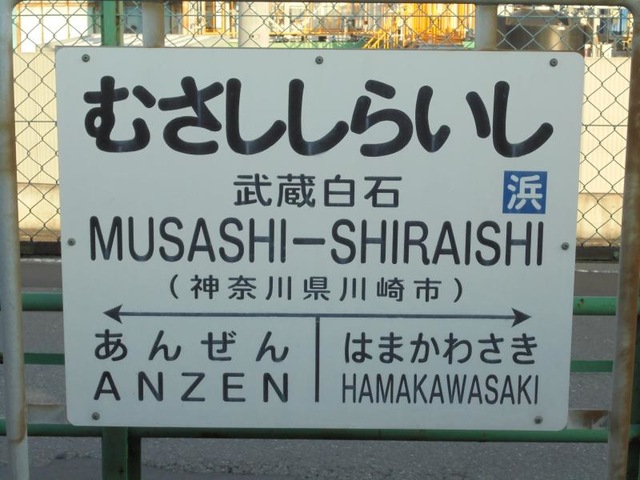 むさししらいし
武蔵白石 浜
MUSASHI-SHIRAISHI
(神奈川県川崎市)
あんぜん はまかわさき
ANZEN HAMAKAWASAKI